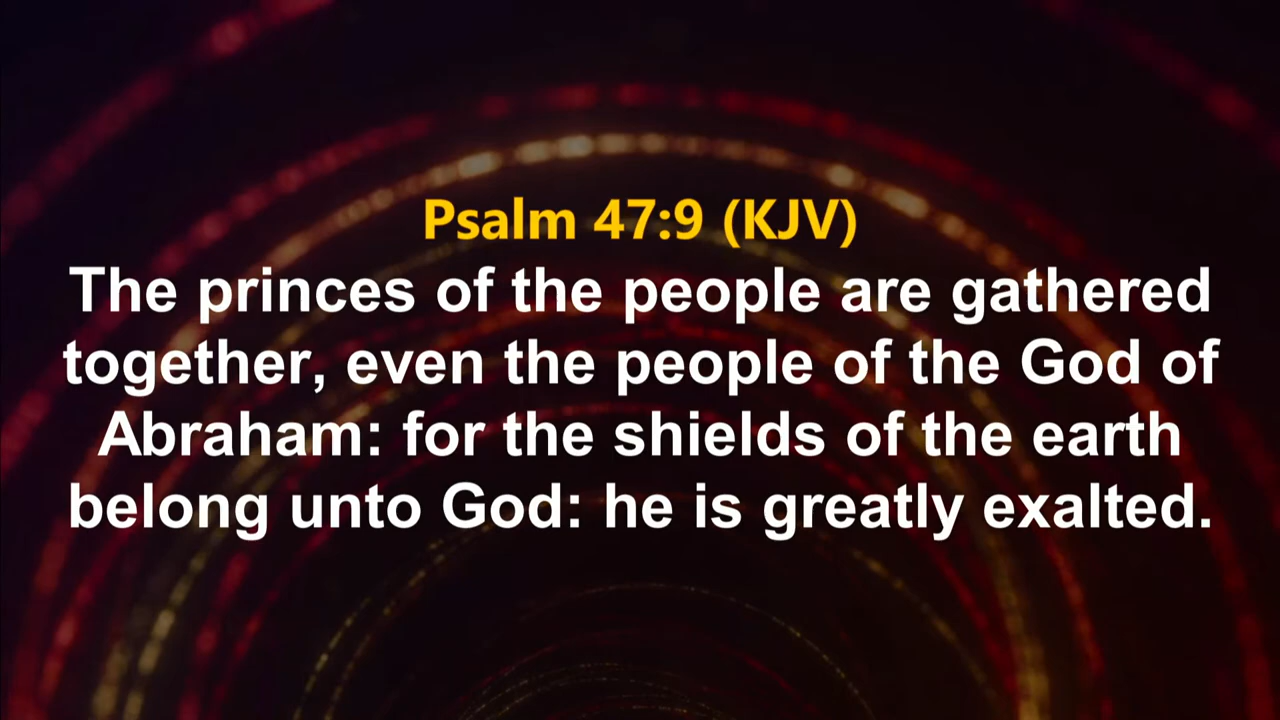 Psalm 47:9 (KJV)
The princes of the people are gathered
together, even the people of the God of
Abraham: for the shields of the earth
belong unto God: he is greatly exalted.